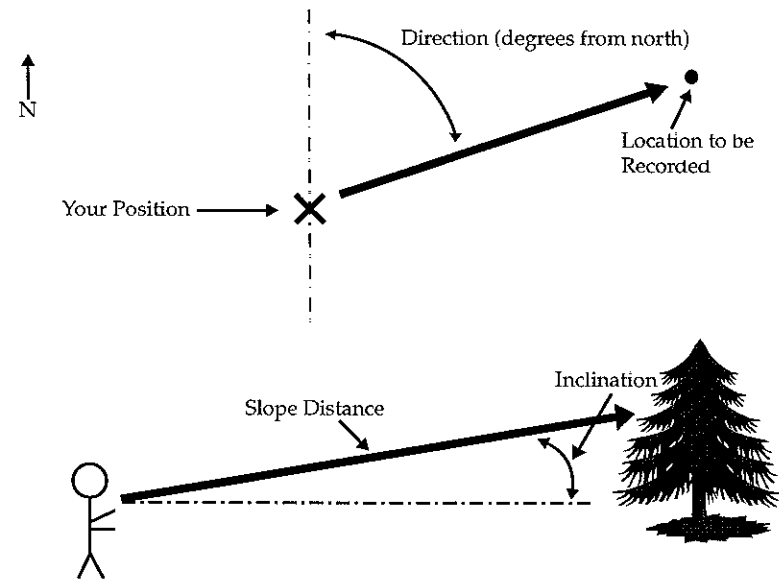 Direction (degrees from north)
N
Location to be
Recorded
Your Position
Inclination
Slope Distance